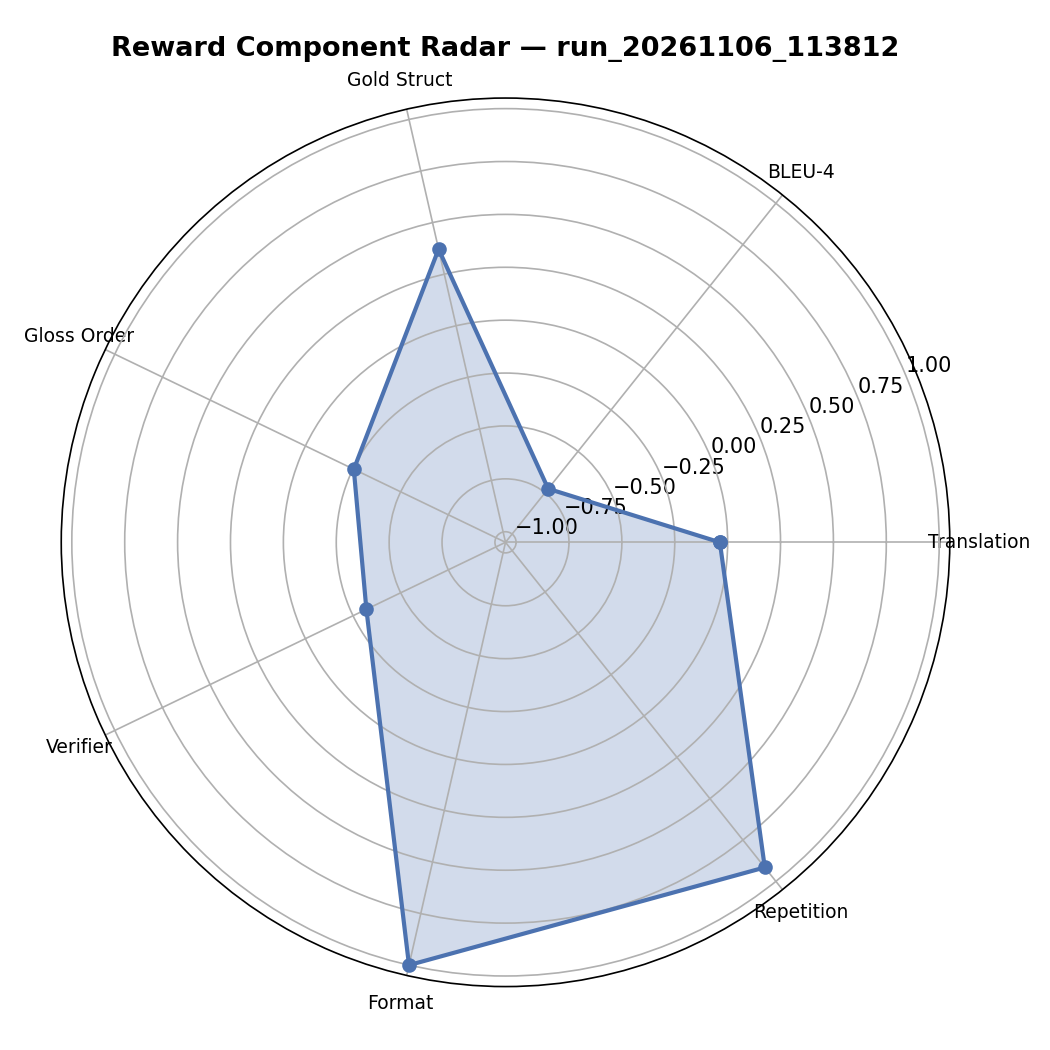 Reward Component Radar — run_20261106_113812
Gold Struct
BLEU-4
Gloss Order
1.00
0.75
0.50
0.25
0.00
−0.25
−0.50
−0.75
−1.00
Translation
Verifier
Repetition
Format